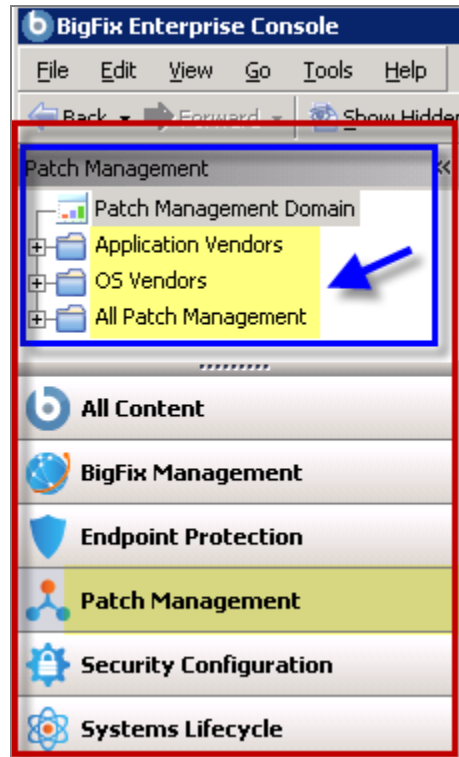 BigFix Enterprise Console
File Edit View Go Tools Help
Back Forward Show Hidden
Patch Management
Patch Management Domain
Application Vendors
OS Vendors
All Patch Management
All Content
BigFix Management
Endpoint Protection
Patch Management
Security Configuration
Systems Lifecycle